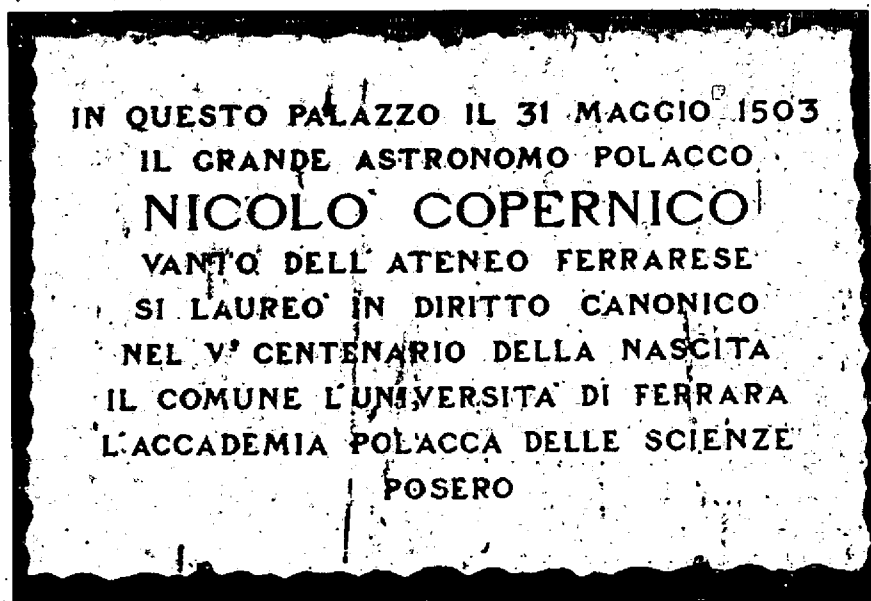 IN QUESTO PALAZZO IL 31 MAGGIO 1503
IL GRANDE ASTRONOMO POLACCO
NICOLO' COPERNICO
VANTO DELL'ATENEO FERRARESE
SI LAUREO' IN DIRITTO CANONICO
NEL V° CENTENARIO DELLA NASCITA
IL COMUNE L'UNIVERSITA' DI FERRARA
L'ACCADEMIA POLACCA DELLE SCIENZE
POSERO